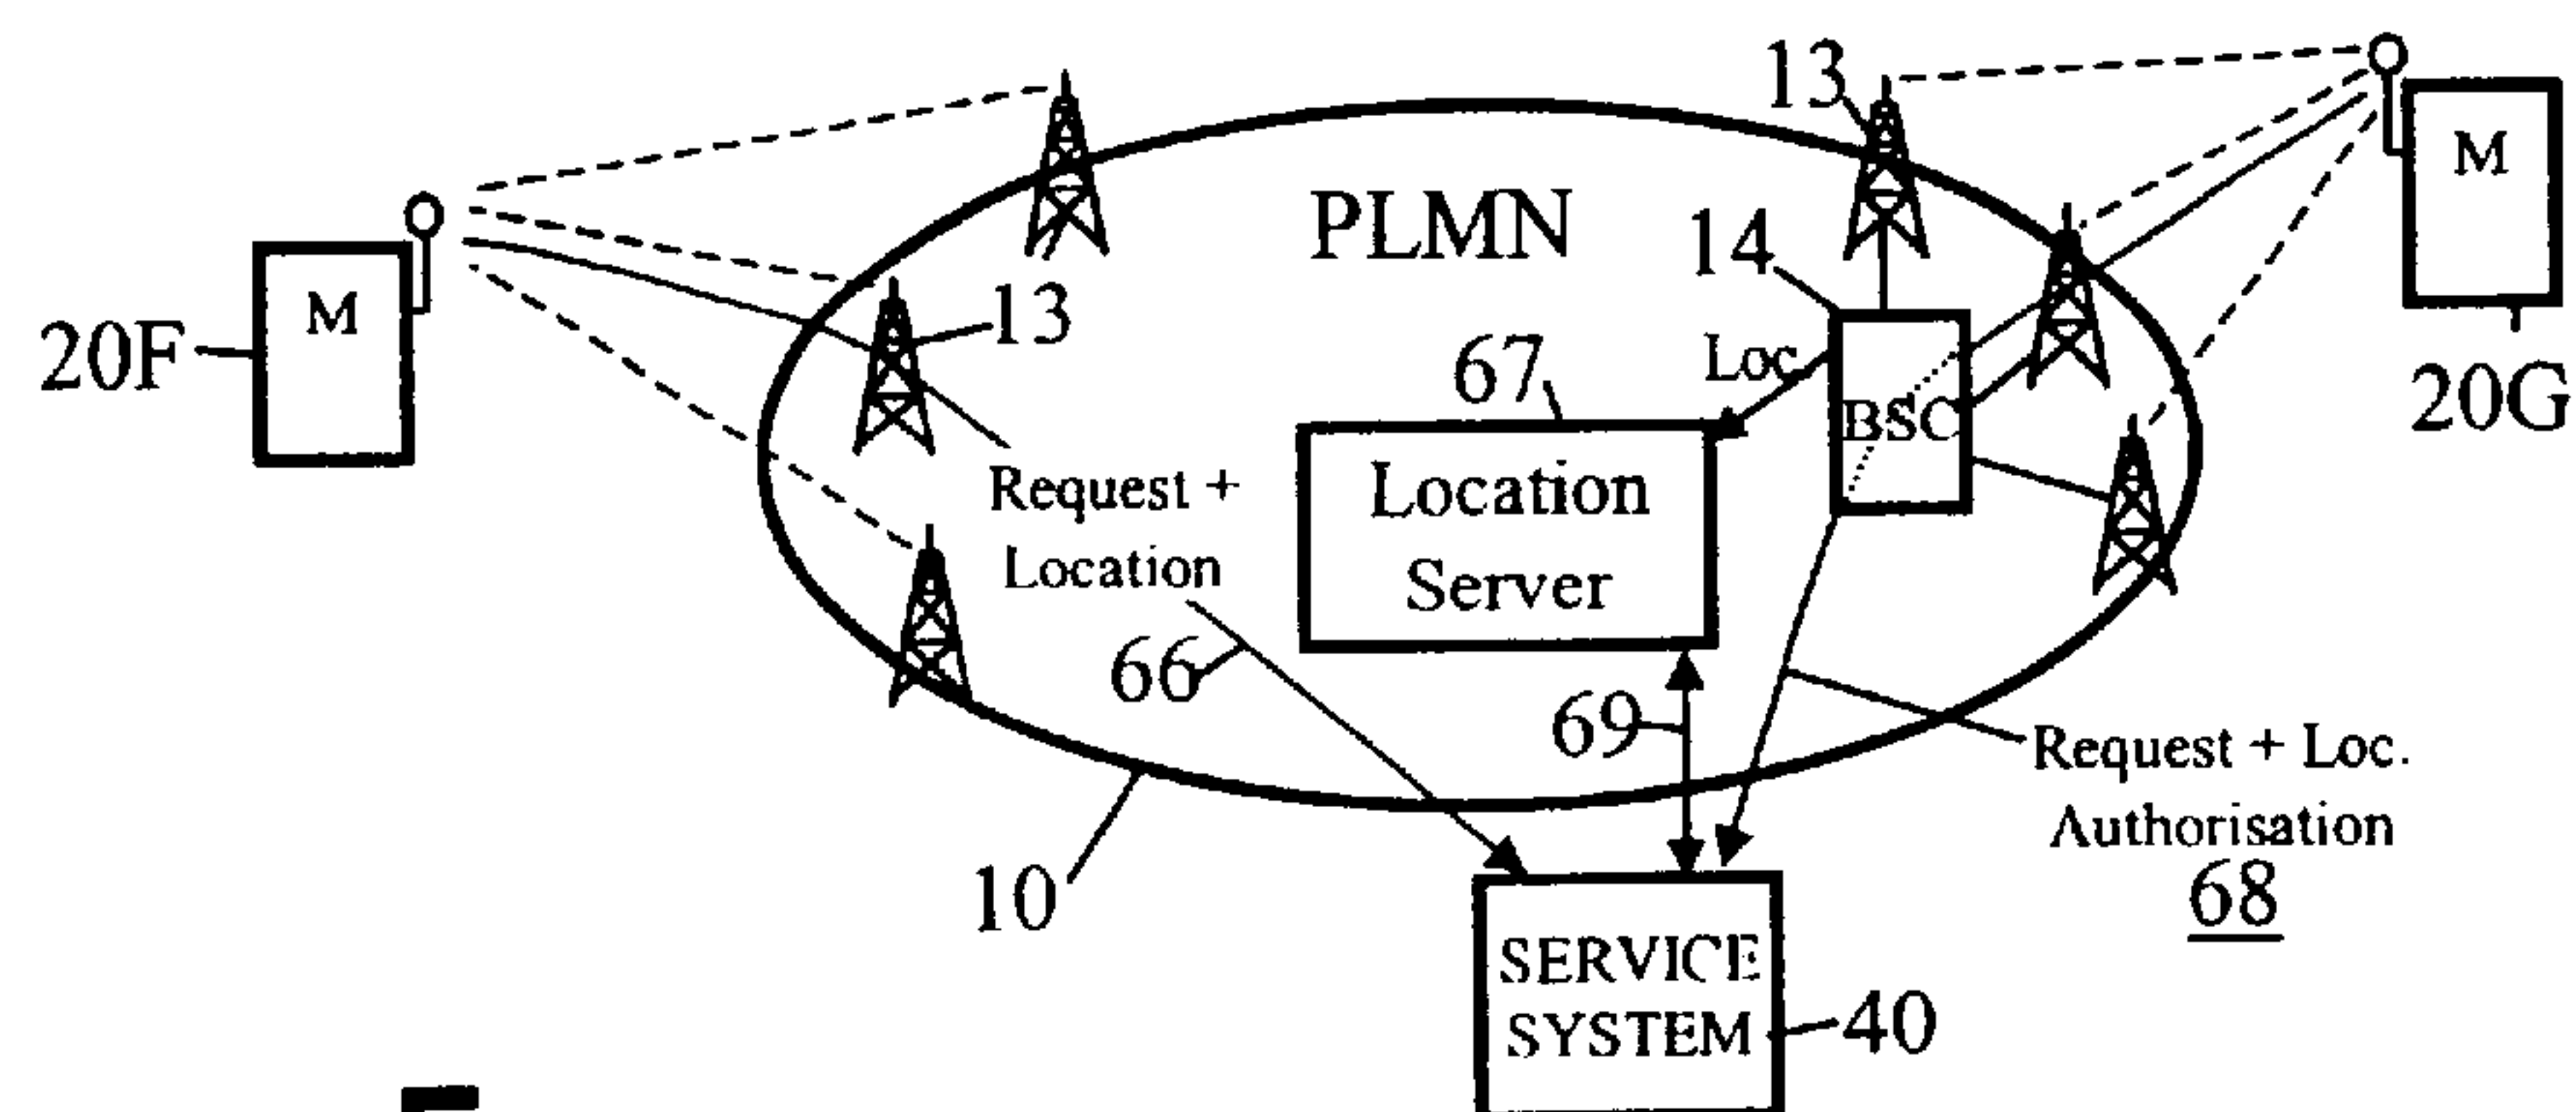 13
PLMN
M
20F
13
14
M
20G
67
Loc.
BSC
Location
Server
Request +
Location
66
69
Request + Loc.
Authorisation
68
10
SERVICE
SYSTEM
40